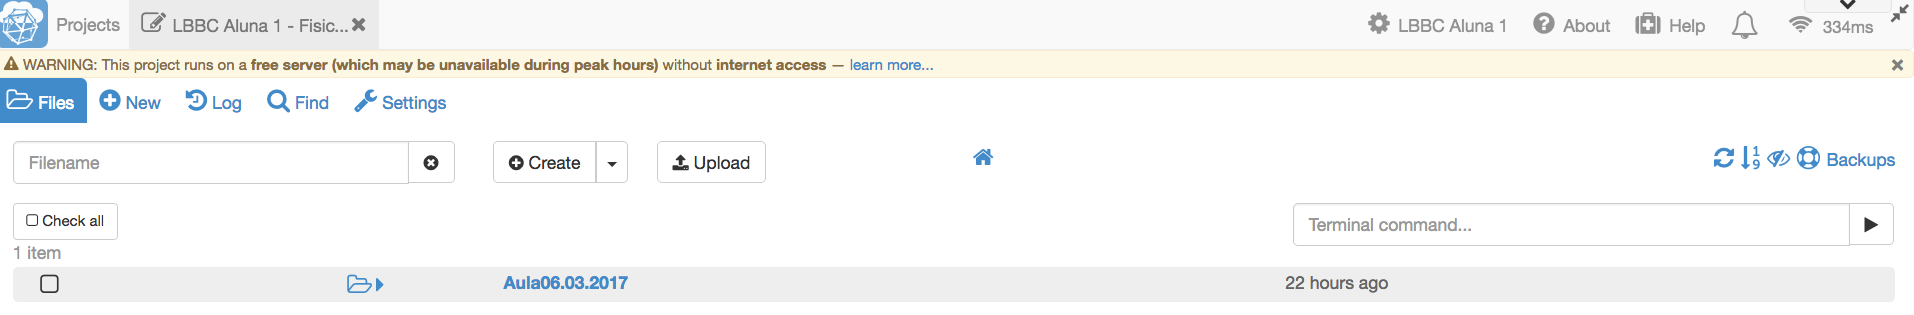 Projects LBBC Aluna 1 - Fisic... LBBC Aluna 1 About Help 334ms
WARNING: This project runs on a free server (which may be unavailable during peak hours) without internet access — learn more...
Files New Log Find Settings
Filename Create Upload 1 9 Backups
Check all Terminal command...
1 item
Aula06.03.2017 22 hours ago